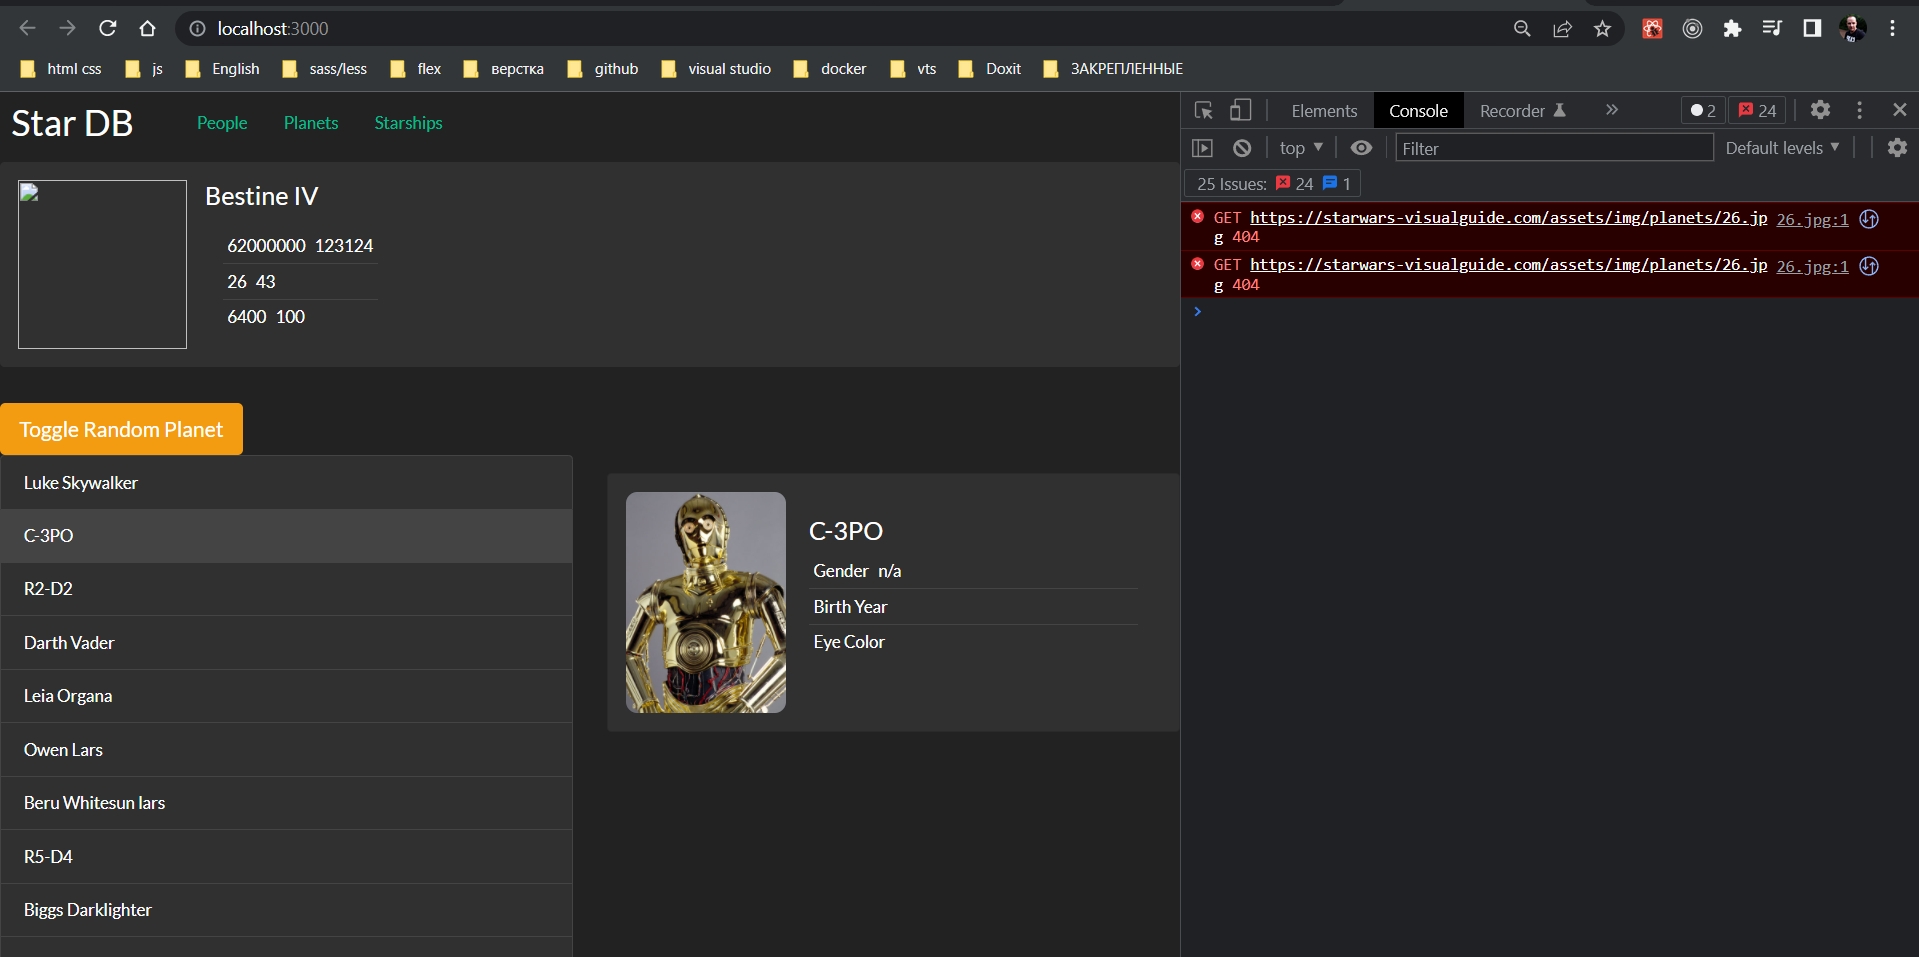 localhost:3000
html css js English sass/less flex верстка github visual studio docker vts Doxit ЗАКРЕПЛЕННЫЕ
Star DB People Planets Starships
Bestine IV
62000000 123124
26 43
6400 100
Toggle Random Planet
Luke Skywalker
C-3PO
R2-D2
Darth Vader
Leia Organa
Owen Lars
Beru Whitesun lars
R5-D4
Biggs Darklighter
C-3PO
Gender n/a
Birth Year
Eye Color
Elements Console Recorder 2 24
top Filter Default levels
25 Issues: 24 1
GET https://starwars-visualguide.com/assets/img/planets/26.jp 26.jpg:1
g 404
GET https://starwars-visualguide.com/assets/img/planets/26.jp 26.jpg:1
g 404